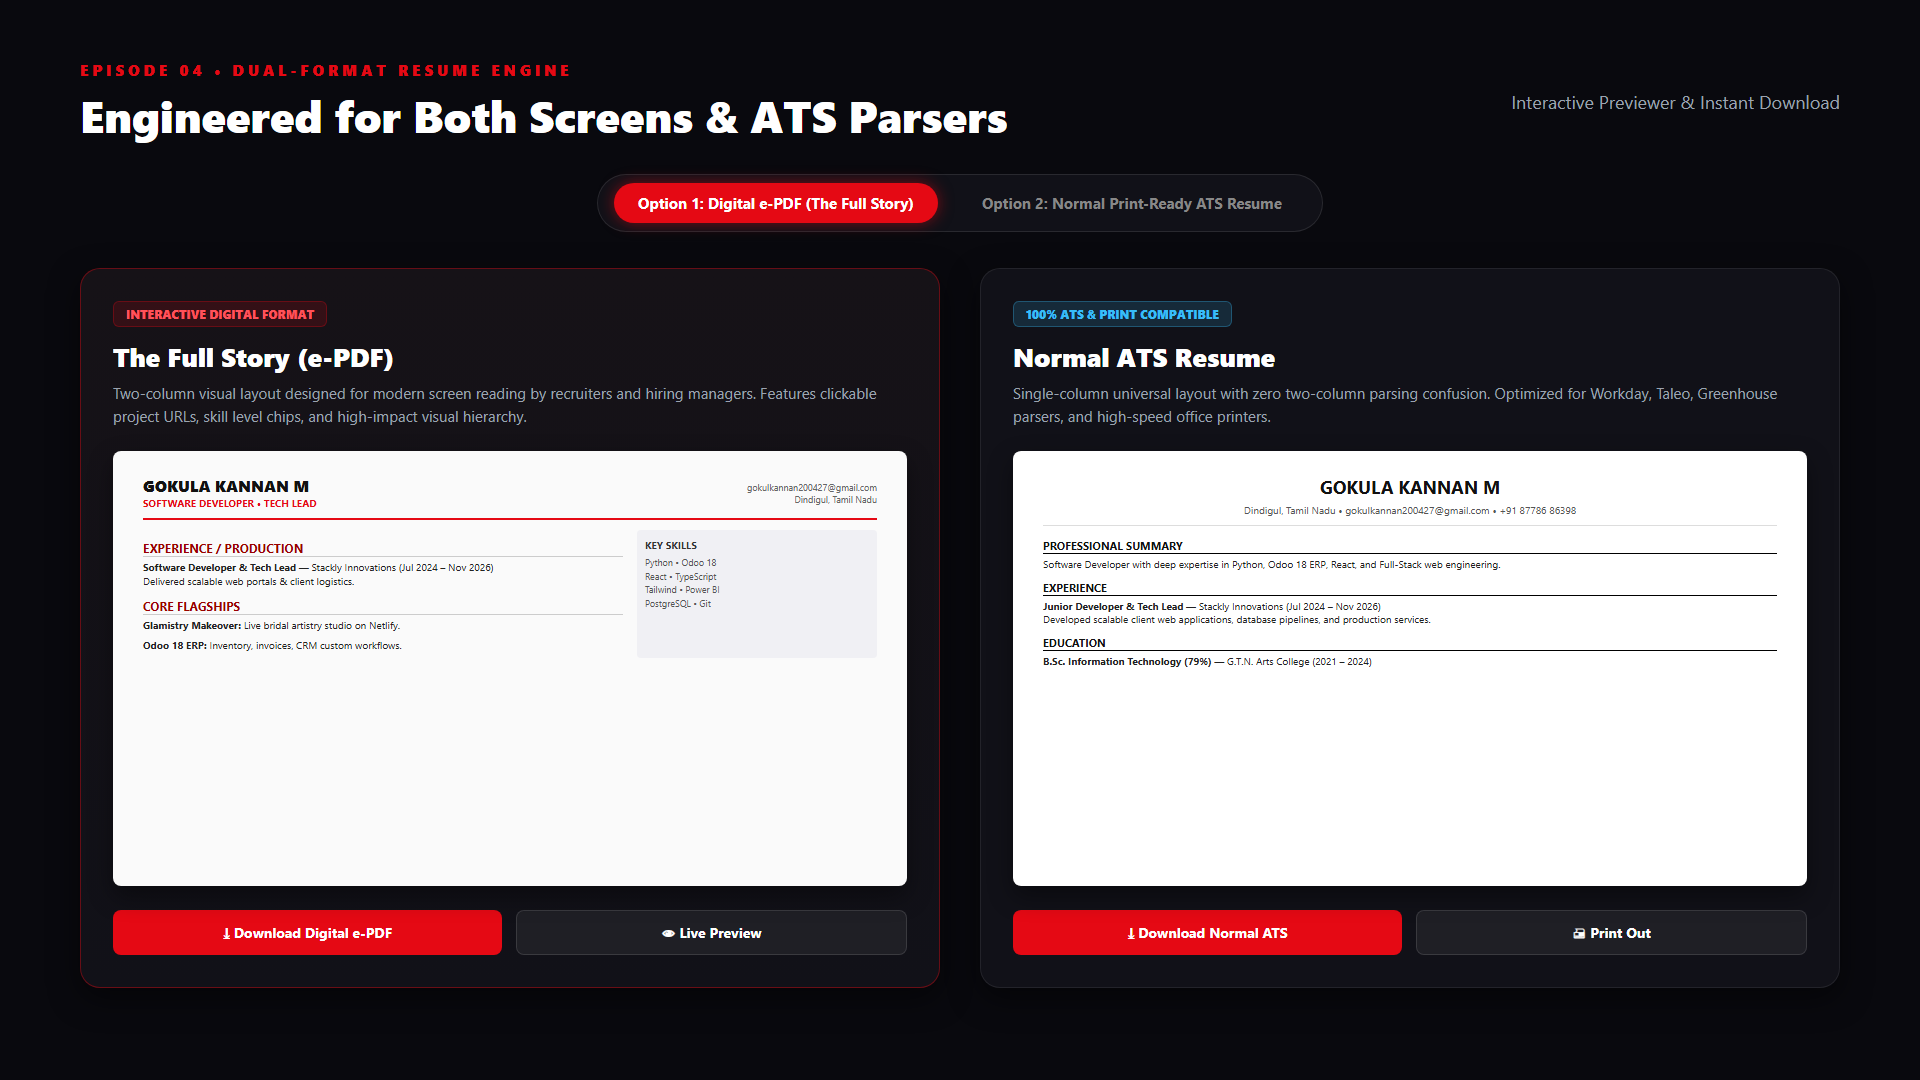 EPISODE 04 • DUAL-FORMAT RESUME ENGINE
Engineered for Both Screens & ATS Parsers
Interactive Previewer & Instant Download
Option 1: Digital e-PDF (The Full Story)
Option 2: Normal Print-Ready ATS Resume
INTERACTIVE DIGITAL FORMAT
The Full Story (e-PDF)
Two-column visual layout designed for modern screen reading by recruiters and hiring managers. Features clickable
project URLs, skill level chips, and high-impact visual hierarchy.
GOKULA KANNAN M
SOFTWARE DEVELOPER • TECH LEAD
gokulkannan200427@gmail.com
Dindigul, Tamil Nadu
EXPERIENCE / PRODUCTION
Software Developer & Tech Lead — Stackly Innovations (Jul 2024 – Nov 2026)
Delivered scalable web portals & client logistics.
CORE FLAGSHIPS
Glamistry Makeover: Live bridal artistry studio on Netlify.
Odoo 18 ERP: Inventory, invoices, CRM custom workflows.
KEY SKILLS
Python • Odoo 18
React • TypeScript
Tailwind • Power BI
PostgreSQL • Git
Download Digital e-PDF
Live Preview
100% ATS & PRINT COMPATIBLE
Normal ATS Resume
Single-column universal layout with zero two-column parsing confusion. Optimized for Workday, Taleo, Greenhouse
parsers, and high-speed office printers.
GOKULA KANNAN M
Dindigul, Tamil Nadu • gokulkannan200427@gmail.com • +91 87786 86398
PROFESSIONAL SUMMARY
Software Developer with deep expertise in Python, Odoo 18 ERP, React, and Full-Stack web engineering.
EXPERIENCE
Junior Developer & Tech Lead — Stackly Innovations (Jul 2024 – Nov 2026)
Developed scalable client web applications, database pipelines, and production services.
EDUCATION
B.Sc. Information Technology (79%) — G.T.N. Arts College (2021 – 2024)
Download Normal ATS
Print Out